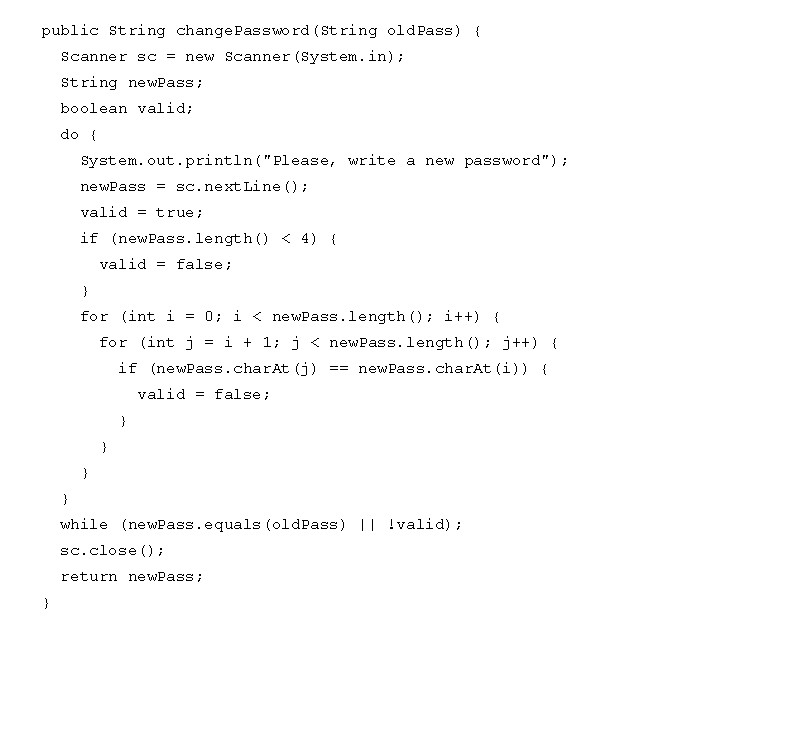 public String changePassword(String oldPass) {
Scanner sc = new Scanner(System.in);
String newPass;
boolean valid;
do {
System.out.println("Please, write a new password");
newPass = sc.nextLine();
valid = true;
if (newPass.length() < 4) {
valid = false;
}
for (int i = 0; i < newPass.length(); i++) {
for (int j = i + 1; j < newPass.length(); j++) {
if (newPass.charAt(j) == newPass.charAt(i)) {
valid = false;
}
}
}
}
while (newPass.equals(oldPass) || !valid);
sc.close();
return newPass;
}